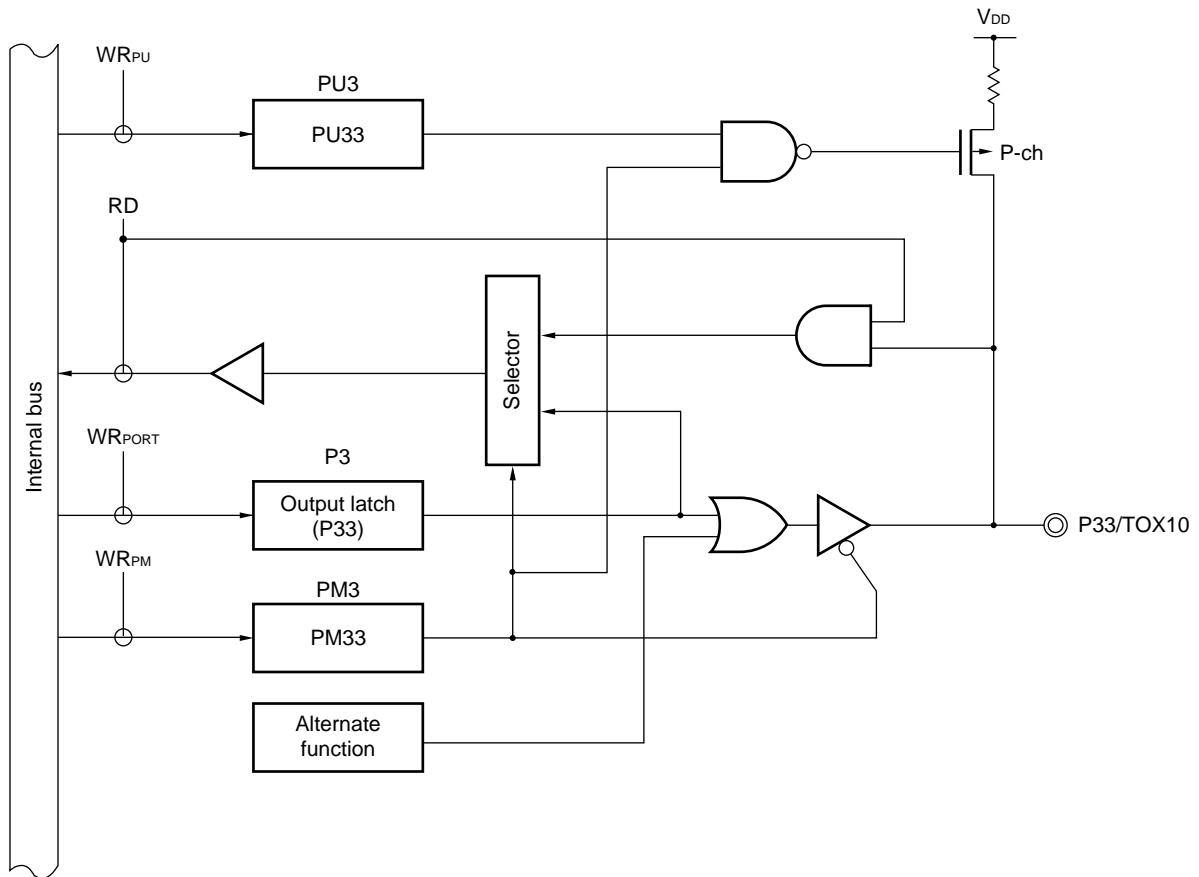 VDD
WRPU
PU3
PU33
P-ch
RD
Selector
Internal bus
WRPORT
P3
Output latch
(P33)
P33/TOX10
WRPM
PM3
PM33
Alternate
function